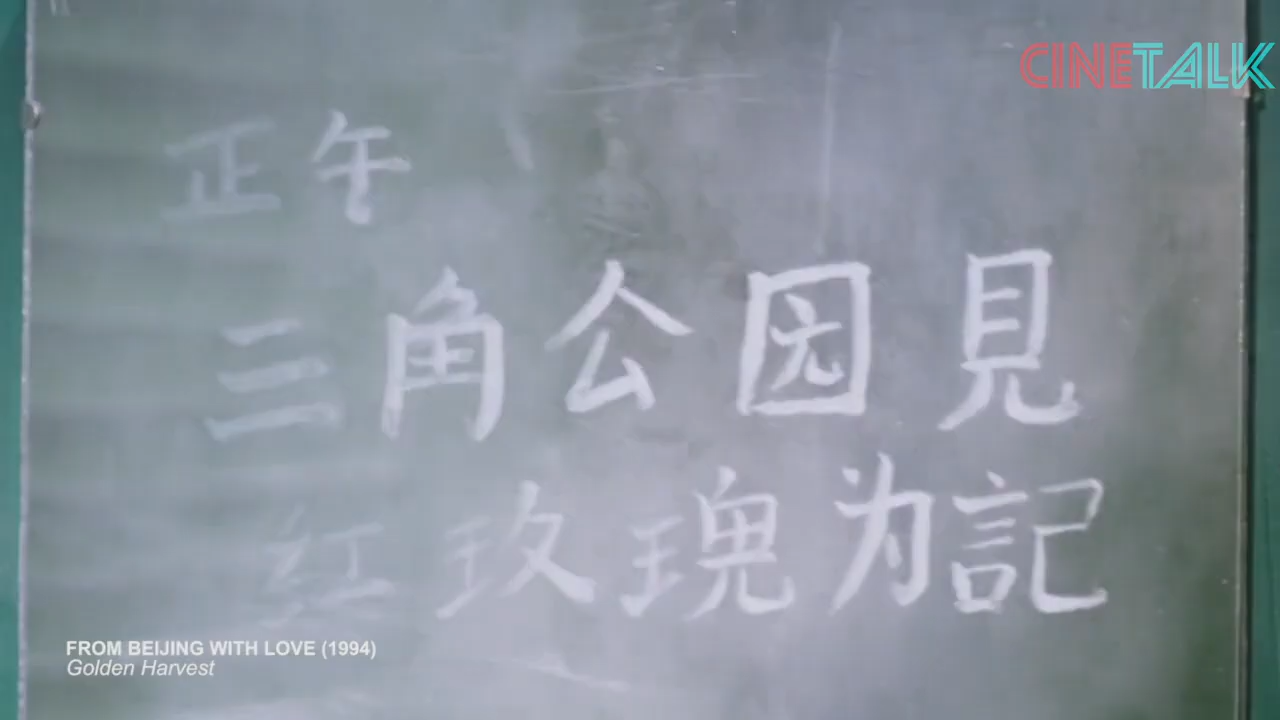 CINETALK
正午
三角公园見
红玫瑰为記
FROM BEIJING WITH LOVE (1994)
Golden Harvest